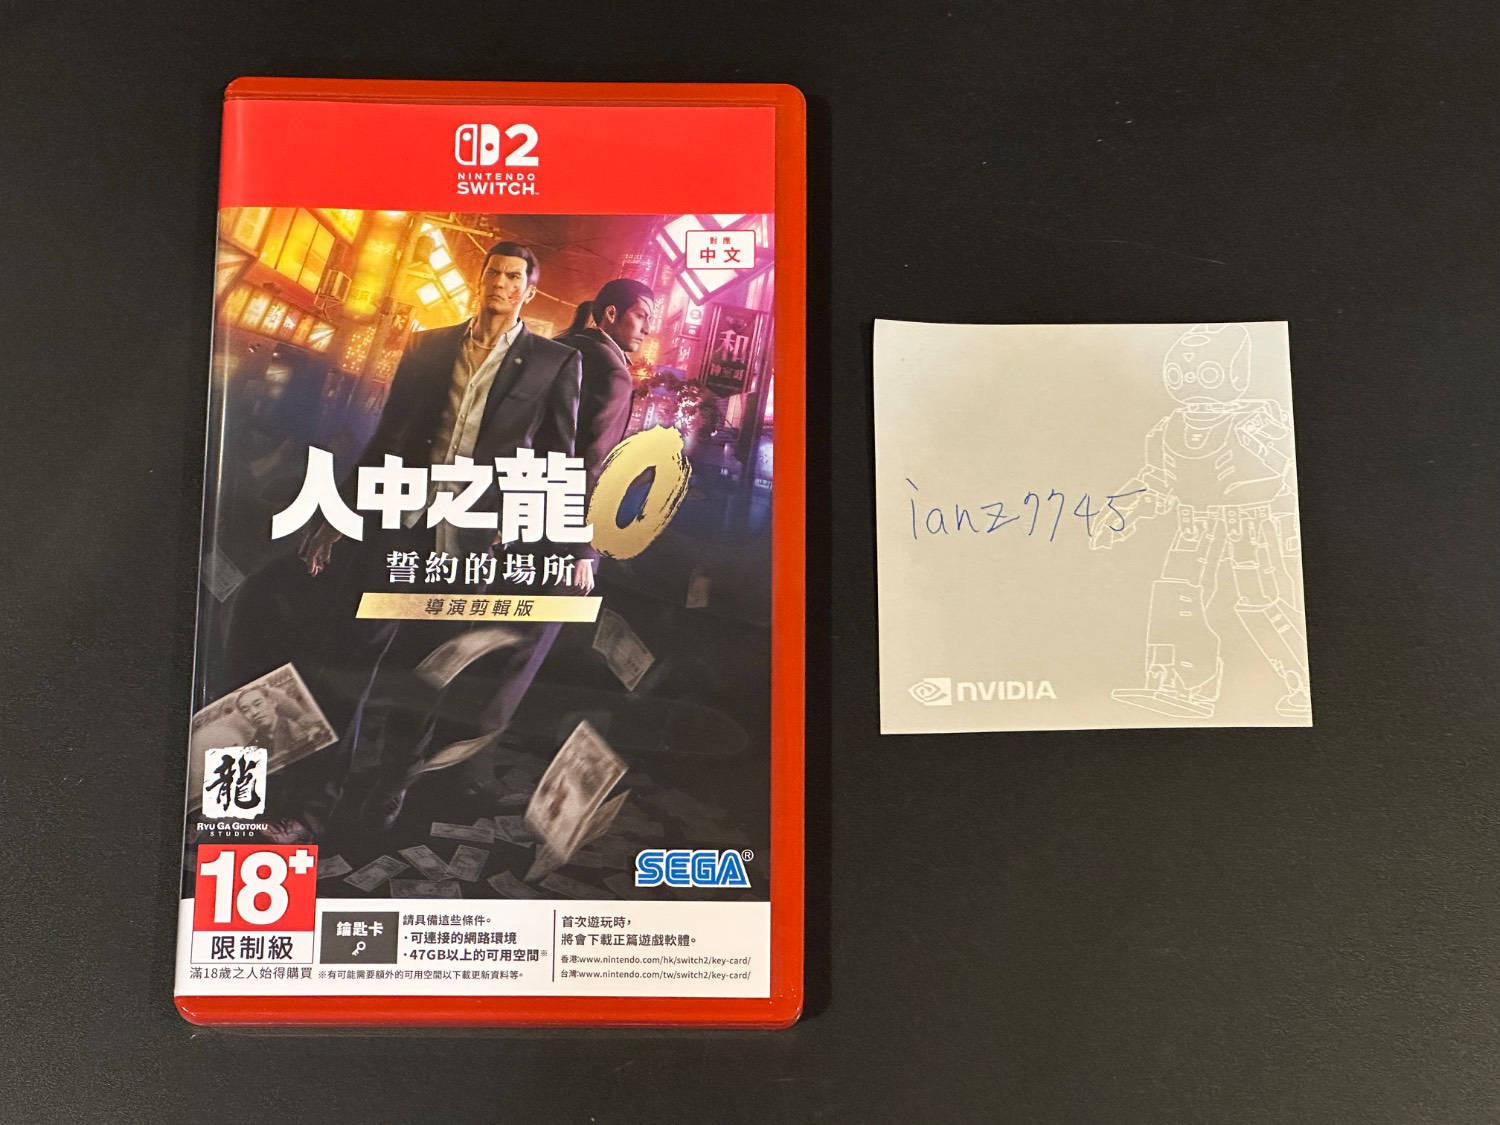 2
NINTENDO
SWITCH™
對應
中文
和
人中之龍0
誓約的場所
導演剪輯版
龍
RYU GA GOTOKU
STUDIO
SEGA®
18+
限制級
滿18歲之人始得購買
鑰匙卡
請具備這些條件。
·可連接的網路環境
·47GB以上的可用空間※
※有可能需要額外的可用空間以下載更新資料等。
首次遊玩時,
將會下載正篇遊戲軟體。
香港:www.nintendo.com/hk/switch2/key-card/
台灣:www.nintendo.com/tw/switch2/key-card/
ianz7745
NVIDIA